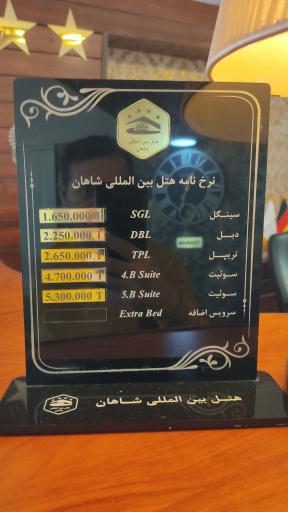 هتل بین المللی
شاهان
نرخ نامه هتل بین المللی شاهان
سینگل SGL 1.650.000 T
دبل DBL 2.250.000 T
تریپل TPL 2.650.000 T
سوئیت 4.B Suite 4.700.000 T
سوئیت 5.B Suite 5.300.000 T
سرویس اضافه Extra Bed
هتل بین المللی شاهان